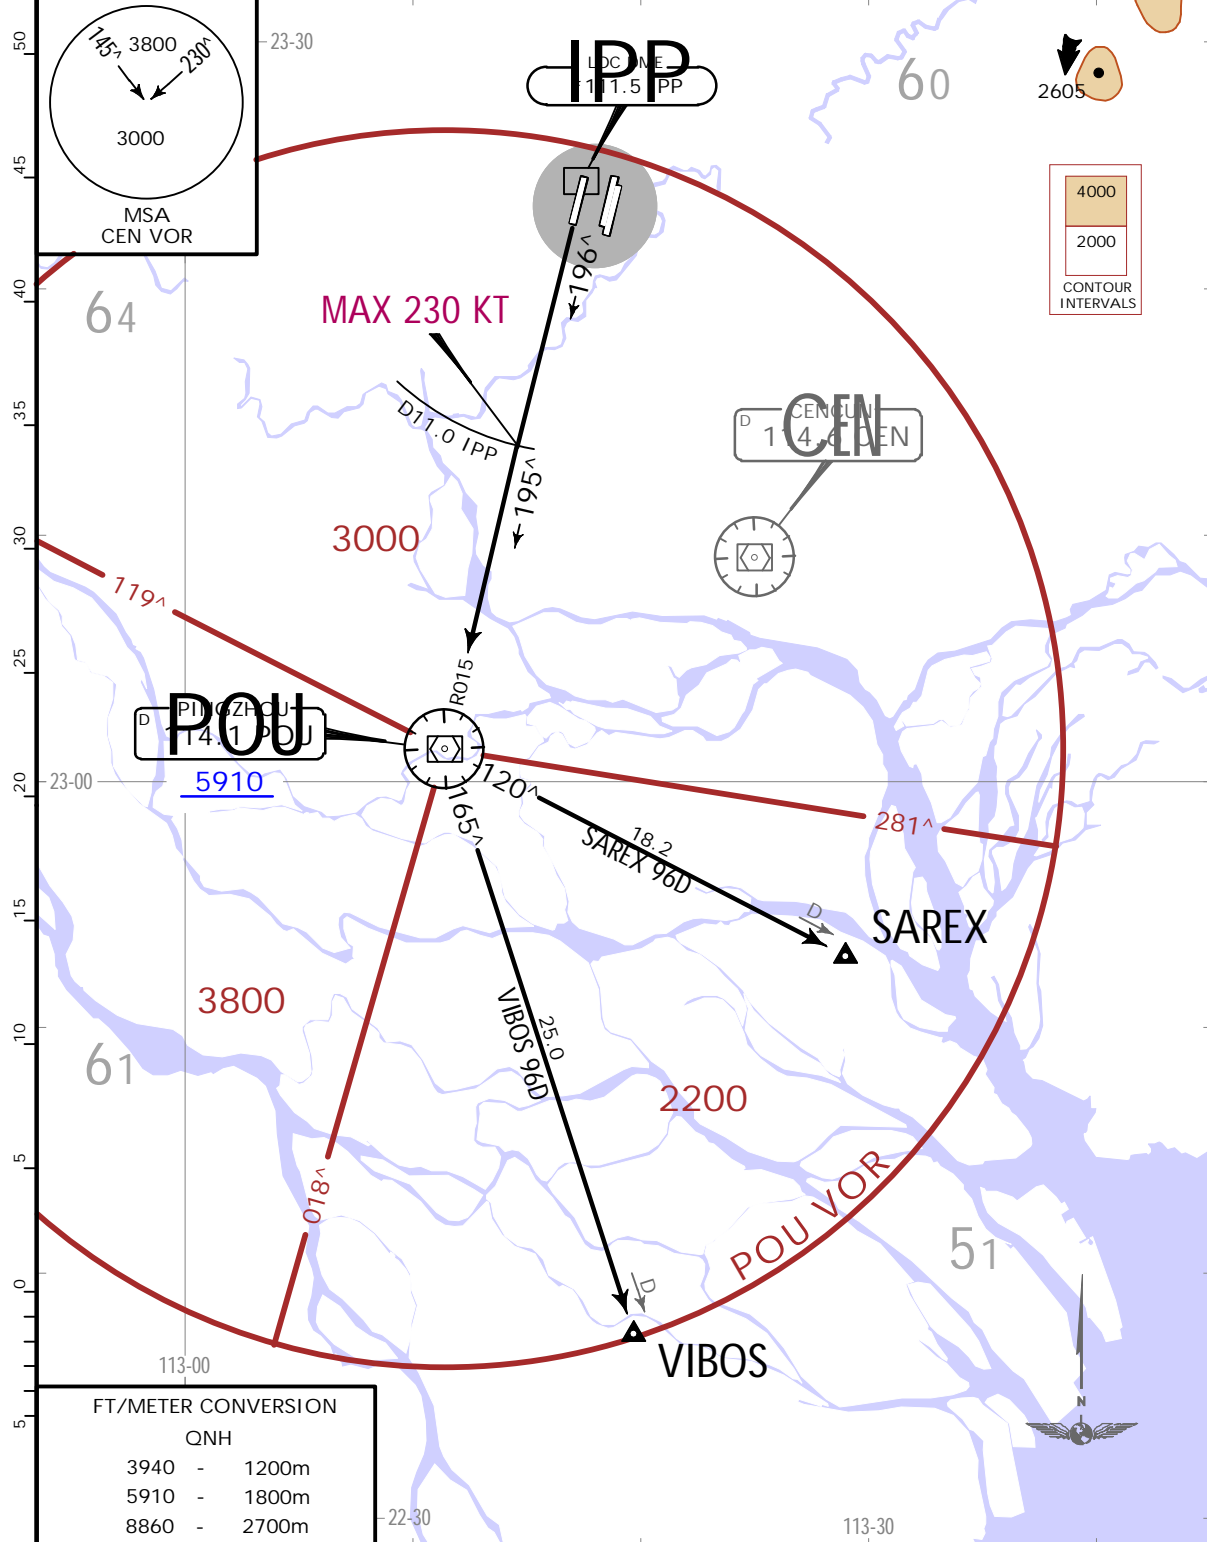 145^
3800
230^
3000
MSA
CEN VOR
23-30
IPP
LOC DME
111.5 IPP
60
2605
4000
2000
CONTOUR
INTERVALS
64
MAX 230 KT
196^
D11.0 IPP
195^
CEN
CENCUN
D
114.6 CEN
3000
119^
R015
POU
PINGZHOU
D
114.1 POU
5910
23-00
120^
165^
281^
18.2
SAREX 96D
D
SAREX
3800
61
25.0
VIBOS 96D
2200
018^
POU VOR
51
D
VIBOS
113-00
N
FT/METER CONVERSION
QNH
3940 - 1200m
5910 - 1800m
8860 - 2700m
22-30
113-30
50
45
40
35
30
25
20
15
10
5
0
5